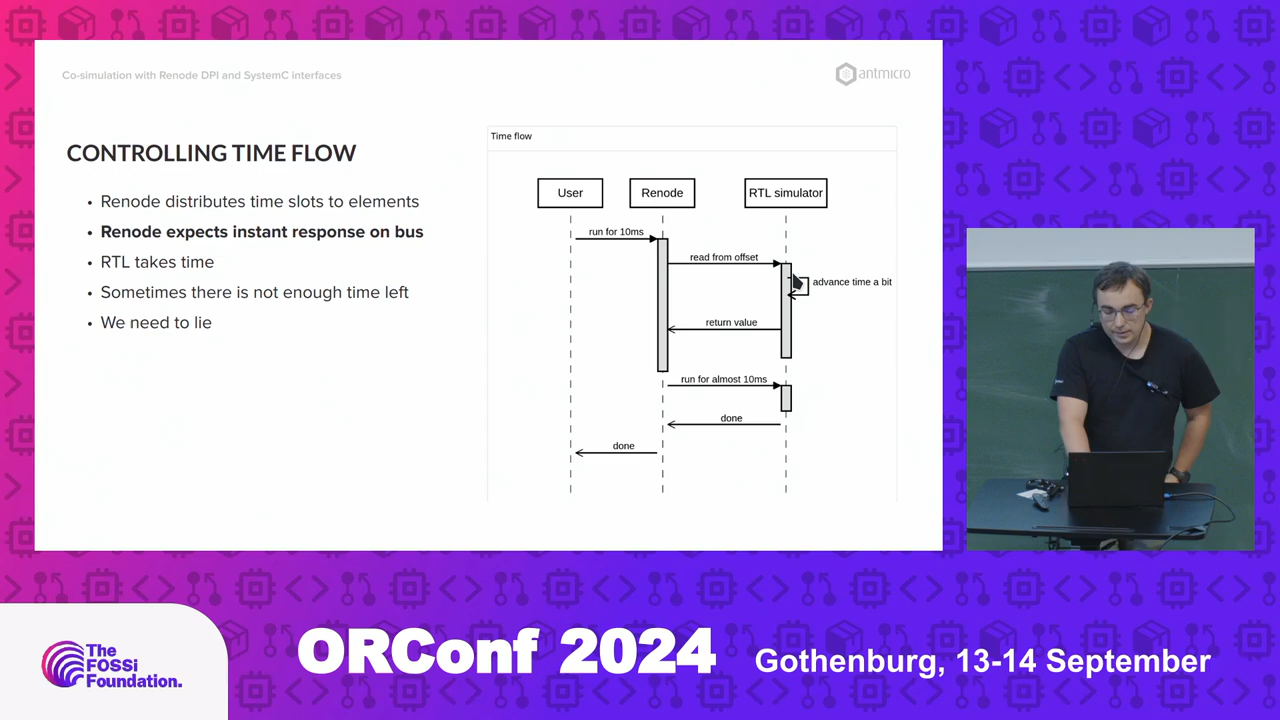 Co-simulation with Renode DPI and SystemC interfaces
antmicro
CONTROLLING TIME FLOW
• Renode distributes time slots to elements
• Renode expects instant response on bus
• RTL takes time
• Sometimes there is not enough time left
• We need to lie
Time flow
User
Renode
RTL simulator
run for 10ms
read from offset
advance time a bit
return value
run for almost 10ms
done
done
The
FOSSi
Foundation.
ORConf 2024
Gothenburg, 13-14 September